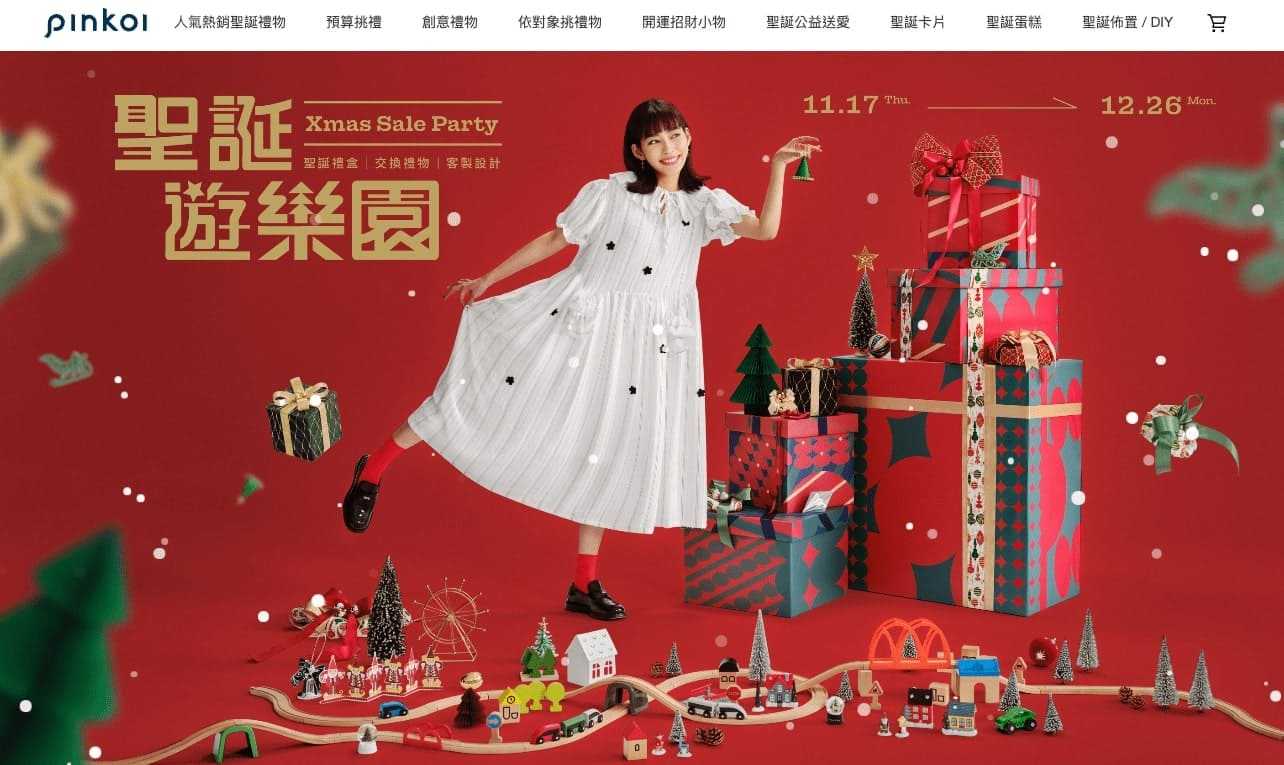 pinkoi
人氣熱銷聖誕禮物
預算挑禮
創意禮物
依對象挑禮物
開運招財小物
聖誕公益送愛
聖誕卡片
聖誕蛋糕
聖誕佈置 / DIY
聖誕
Xmas Sale Party
聖誕禮盒｜交換禮物｜客製設計
遊樂園
11.17 Thu.
12.26 Mon.